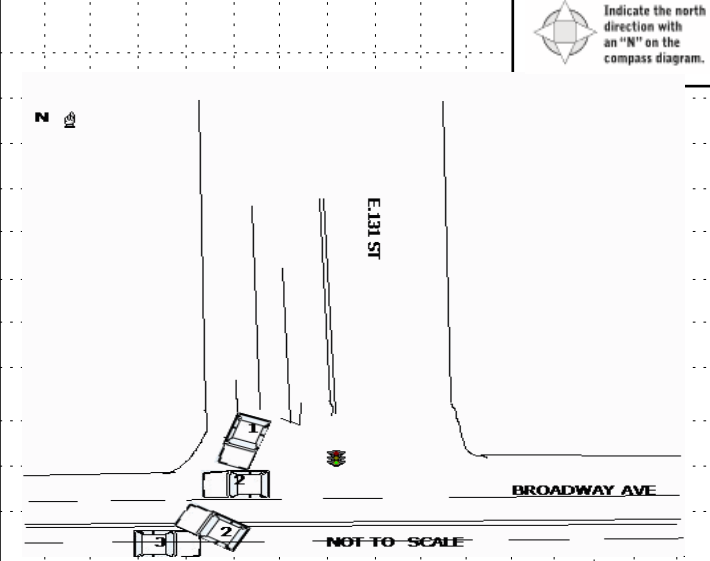 Indicate the north
direction with
an "N" on the
compass diagram.
N
E.131 ST
1
2
BROADWAY AVE
2
3
NOT TO SCALE